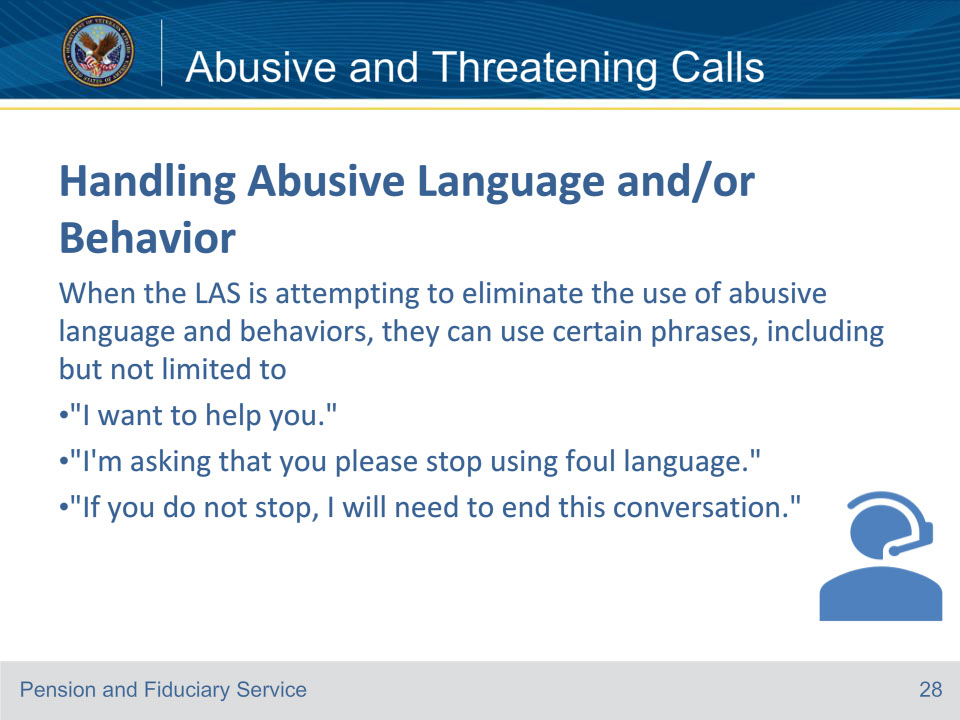 Abusive and Threatening Calls
Handling Abusive Language and/or
Behavior
When the LAS is attempting to eliminate the use of abusive
language and behaviors, they can use certain phrases, including
but not limited to
•"I want to help you."
•"I'm asking that you please stop using foul language."
•"If you do not stop, I will need to end this conversation."
Pension and Fiduciary Service
28